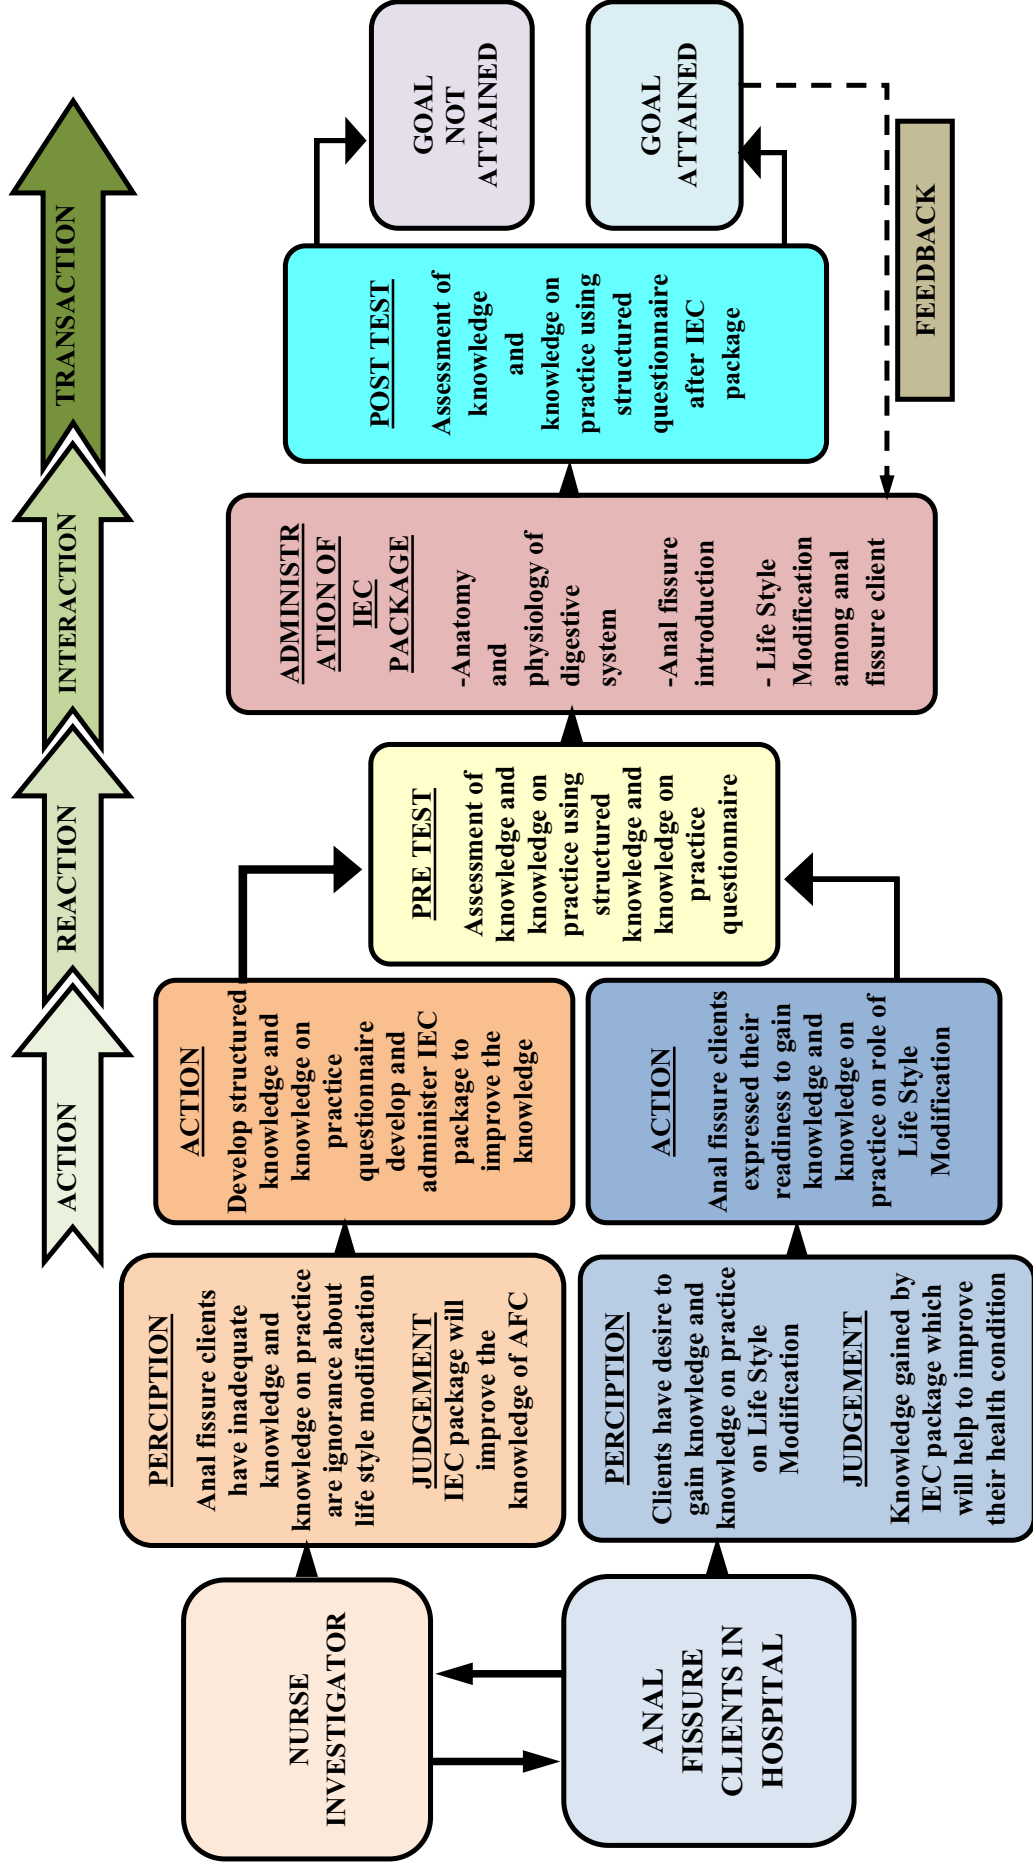 ACTION
REACTION
INTERACTION
TRANSACTION
NURSE
INVESTIGATOR
PERCIPTION
Anal fissure clients
have inadequate
knowledge and
knowledge on practice
are ignorance about
life style modification
JUDGEMENT
IEC package will
improve the
knowledge of AFC
ACTION
Develop structured
knowledge and
knowledge on
practice
questionnaire
develop and
administer IEC
package to
improve the
knowledge
ANAL
FISSURE
CLIENTS IN
HOSPITAL
PERCIPTION
Clients have desire to
gain knowledge and
knowledge on practice
on Life Style
Modification
JUDGEMENT
Knowledge gained by
IEC package which
will help to improve
their health condition
ACTION
Anal fissure clients
expressed their
readiness to gain
knowledge and
knowledge on
practice on role of
Life Style
Modification
PRE TEST
Assessment of
knowledge and
knowledge on
practice using
structured
knowledge and
knowledge on
practice
questionnaire
ADMINISTR
ATION OF
IEC
PACKAGE
-Anatomy
and
physiology of
digestive
system
-Anal fissure
introduction
- Life Style
Modification
among anal
fissure client
POST TEST
Assessment of
knowledge
and
knowledge on
practice using
structured
questionnaire
after IEC
package
GOAL
NOT
ATTAINED
GOAL
ATTAINED
FEEDBACK